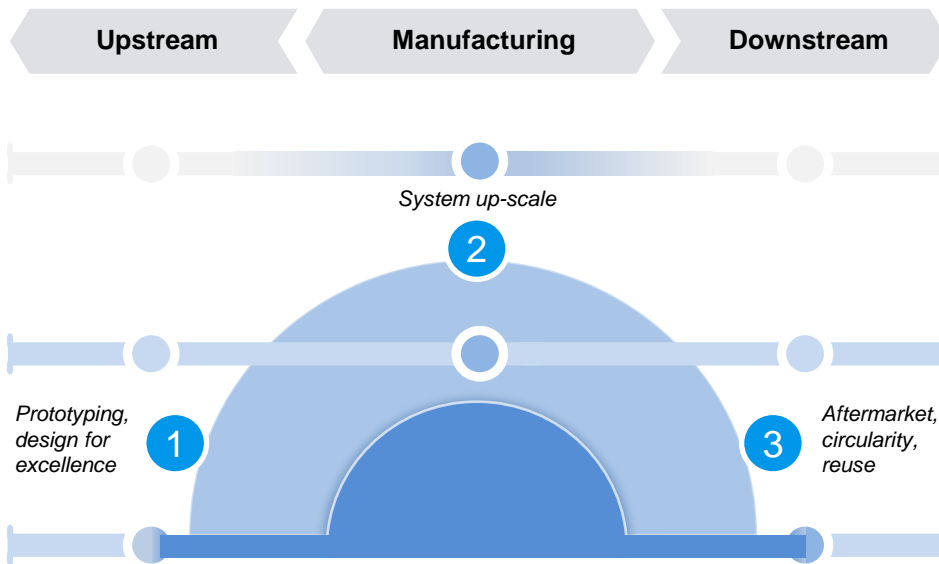 Upstream
Manufacturing
Downstream
System up-scale
2
Prototyping,
design for
excellence
1
3
Aftermarket,
circularity,
reuse